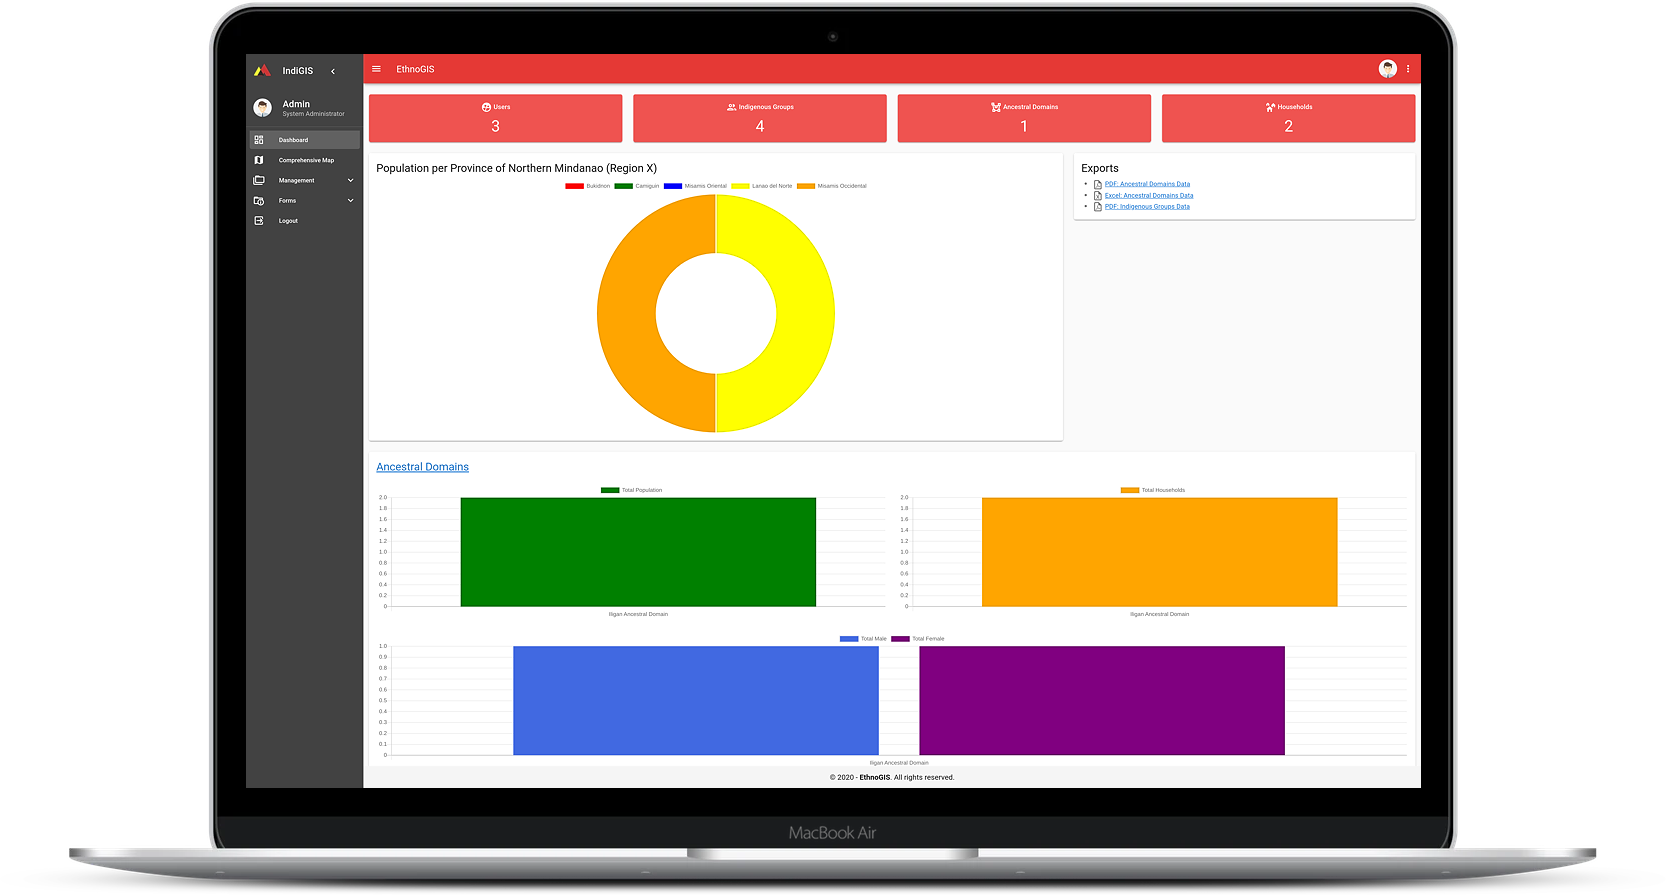 IndiGIS
EthnoGIS
Admin
System Administrator
Dashboard
Comprehensive Map
Management
Forms
Logout
Users
3
Indigenous Groups
4
Ancestral Domains
1
Households
2
Population per Province of Northern Mindanao (Region X)
Bukidnon Camiguin Misamis Oriental Lanao del Norte Misamis Occidental
Exports
PDF: Ancestral Domains Data
Excel: Ancestral Domains Data
PDF: Indigenous Groups Data
Ancestral Domains
Total Population
2.0
1.8
1.6
1.4
1.2
1.0
0.8
0.6
0.4
0.2
0
Iligan Ancestral Domain
Total Households
2.0
1.8
1.6
1.4
1.2
1.0
0.8
0.6
0.4
0.2
0
Iligan Ancestral Domain
Total Male Total Female
1.0
0.9
0.8
0.7
0.6
0.5
0.4
0.3
0.2
0.1
0
Iligan Ancestral Domain
© 2020 - EthnoGIS. All rights reserved.
MacBook Air